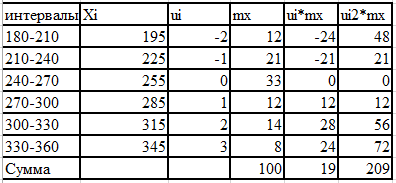 интервалы Xi ui mx ui*mx ui2*mx
180-210 195 -2 12 -24 48
210-240 225 -1 21 -21 21
240-270 255 0 33 0 0
270-300 285 1 12 12 12
300-330 315 2 14 28 56
330-360 345 3 8 24 72
Сумма 100 19 209